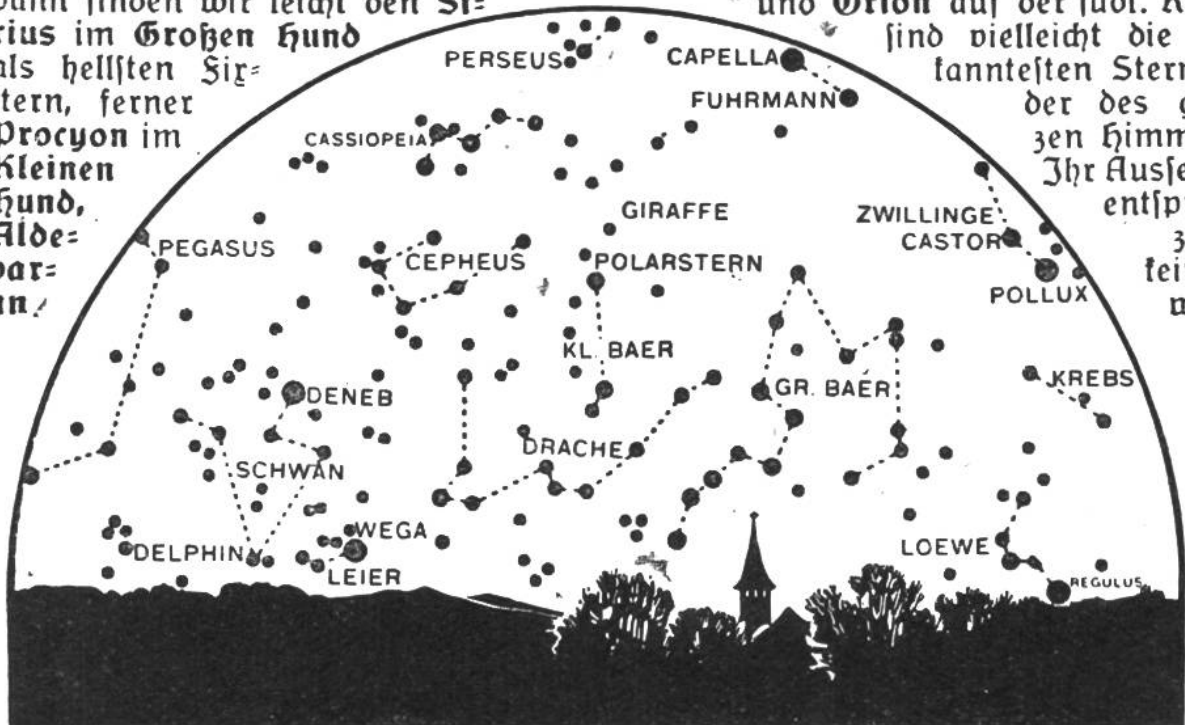 dann finden wir leicht den Si=
rius im Großen Hund
als hellsten Fix=
tern, ferner
Procyon im
Kleinen
Hund,
Alde=
bar=
an.
und Orion auf der südl.
sind vielleicht die
kanntesten Stern
der des
zen Himm
Ihr Ausse
entsp
kei
PERSEUS
CAPELLA
FUHRMANN
CASSIOPEIA
GIRAFFE
ZWILLINGE
CASTOR
PEGASUS
CEPHEUS
POLARSTERN
POLLUX
KL. BAER
DENEB
GR. BAER
KREBS
DRACHE
SCHWAN
WEGA
DELPHIN
LEIER
LOEWE
REGULUS